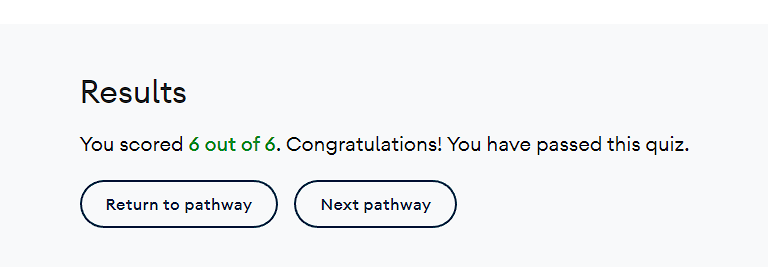 Results
You scored 6 out of 6. Congratulations! You have passed this quiz.
Return to pathway
Next pathway